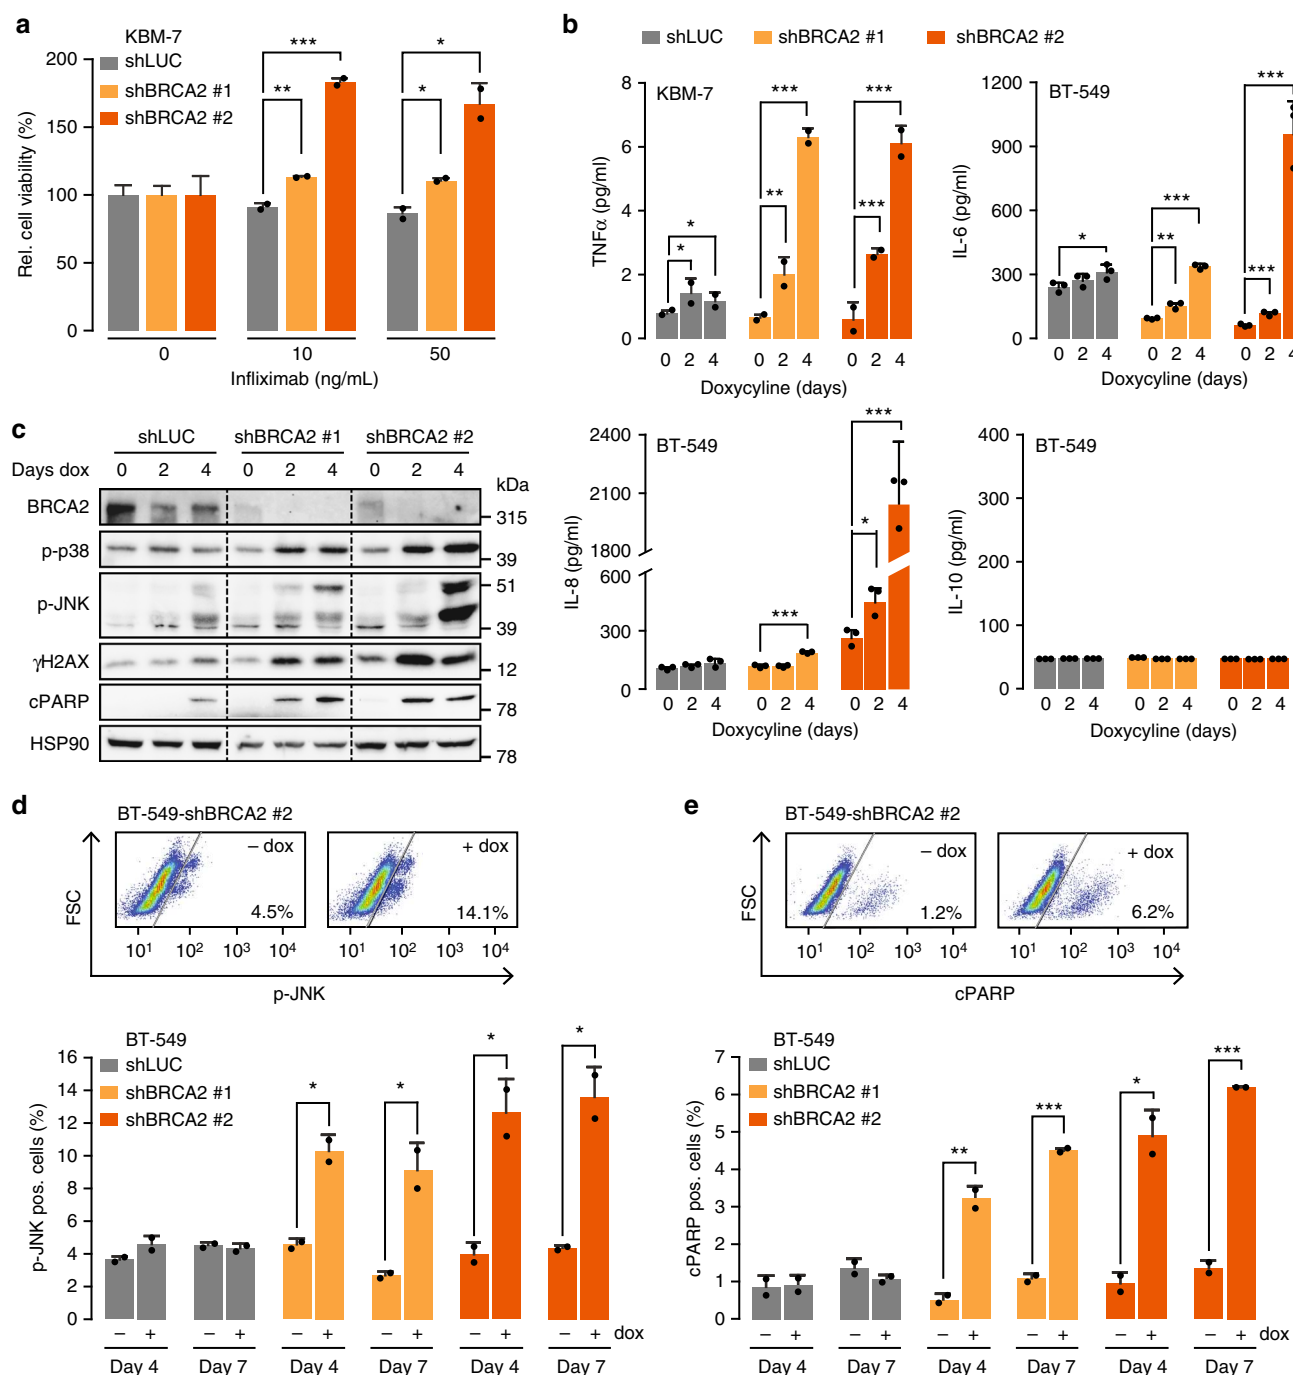 a
KBM-7
shLUC
shBRCA2 #1
shBRCA2 #2
Rel. cell viability (%)
200
150
100
50
0
***
**
*
*
0 10 50
Infliximab (ng/mL)
b
shLUC shBRCA2 #1 shBRCA2 #2
KBM-7
TNFα (pg/ml)
8
6
4
2
0
* * ** *** *** ***
0 2 4 0 2 4 0 2 4
Doxycyline (days)
BT-549
IL-6 (pg/ml)
1200
900
600
300
0
* ** *** *** ***
0 2 4 0 2 4 0 2 4
Doxycyline (days)
BT-549
IL-8 (pg/ml)
2400
2100
1800
600
300
0
*** * ***
0 2 4 0 2 4 0 2 4
Doxycyline (days)
BT-549
IL-10 (pg/ml)
400
300
200
100
0
0 2 4 0 2 4 0 2 4
Doxycyline (days)
c
shLUC shBRCA2 #1 shBRCA2 #2
Days dox 0 2 4 0 2 4 0 2 4
kDa
BRCA2 315
p-p38 39
p-JNK 51
39
γH2AX 12
cPARP 78
HSP90 78
d
BT-549-shBRCA2 #2
FSC
– dox
4.5%
+ dox
14.1%
10¹ 10² 10³ 10⁴ 10¹ 10² 10³ 10⁴
p-JNK
BT-549
shLUC
shBRCA2 #1
shBRCA2 #2
p-JNK pos. cells (%)
16
14
12
10
8
6
4
2
0
* * * *
– + – + – + – + – + – +
Day 4 Day 7 Day 4 Day 7 Day 4 Day 7
e
BT-549-shBRCA2 #2
FSC
– dox
1.2%
+ dox
6.2%
10¹ 10² 10³ 10⁴ 10¹ 10² 10³ 10⁴
cPARP
BT-549
shLUC
shBRCA2 #1
shBRCA2 #2
cPARP pos. cells (%)
7
6
5
4
3
2
1
0
** *** * ***
– + – + – + – + – + – + dox
Day 4 Day 7 Day 4 Day 7 Day 4 Day 7